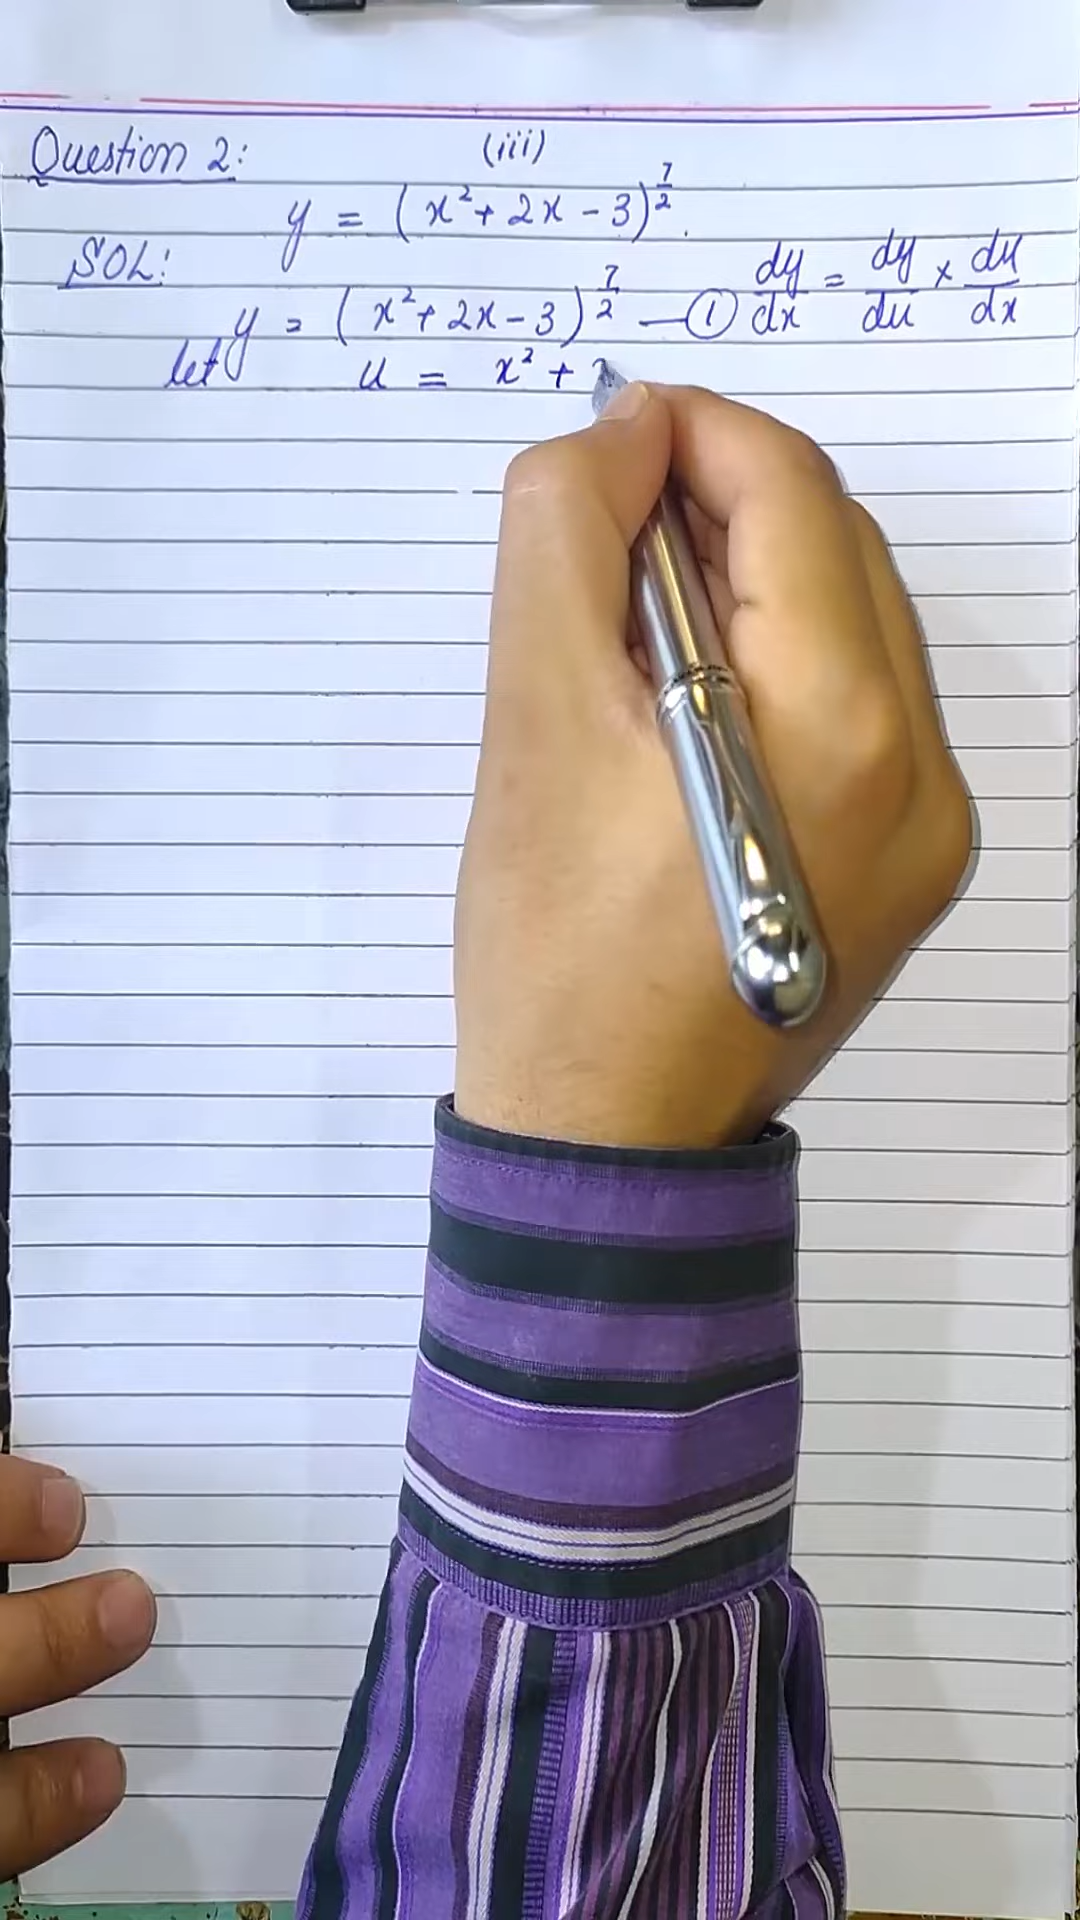 Question 2: (iii)
y = (x² + 2x - 3)^7/2.
SOL:
y = (x² + 2x - 3)^7/2 — ① dy/dx = dy/du × du/dx
let u = x² +